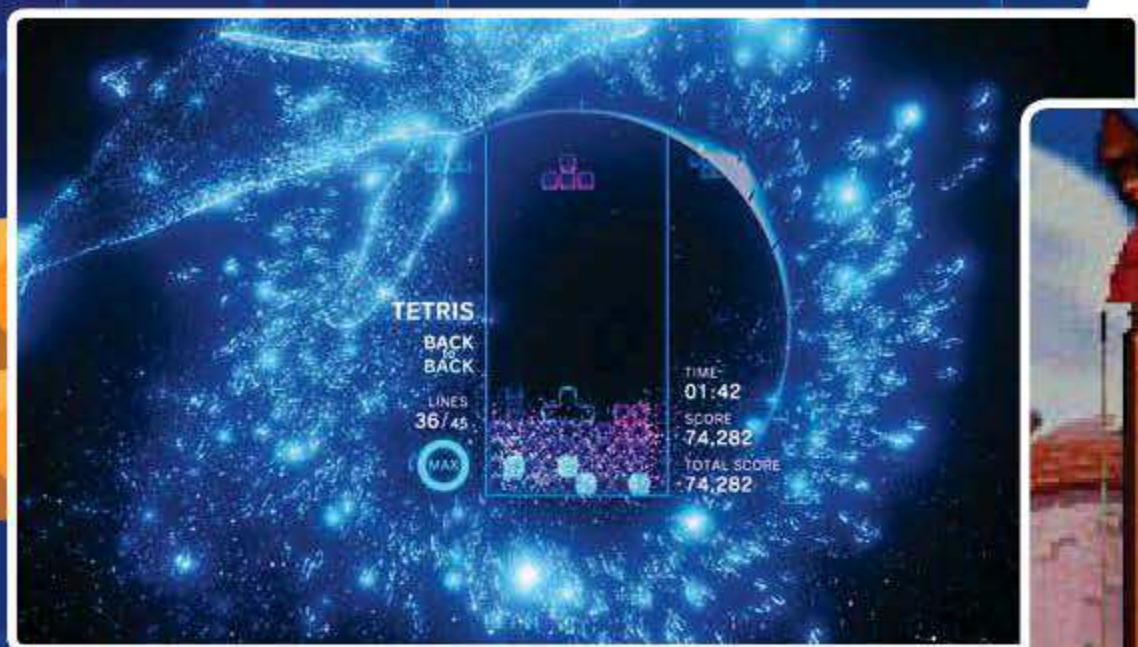 TETRIS
BACK
to
BACK
LINES
36/45
MAX
TIME
01:42
SCORE
74,282
TOTAL SCORE
74,282